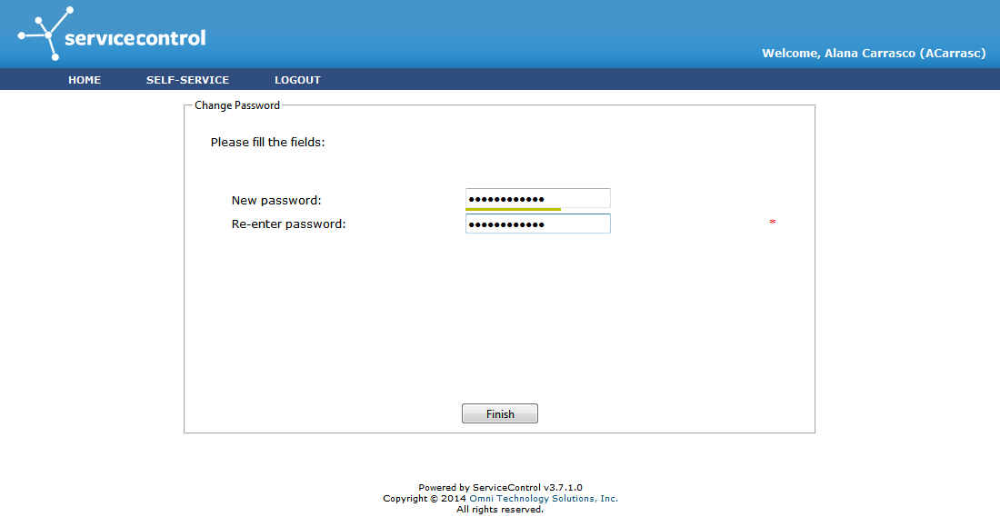 servicecontrol
Welcome, Alana Carrasco (ACarrasc)
HOME SELF-SERVICE LOGOUT
Change Password
Please fill the fields:
New password: ●●●●●●●●●●●●
Re-enter password: ●●●●●●●●●●●● *
Finish
Powered by ServiceControl v3.7.1.0
Copyright © 2014 Omni Technology Solutions, Inc.
All rights reserved.